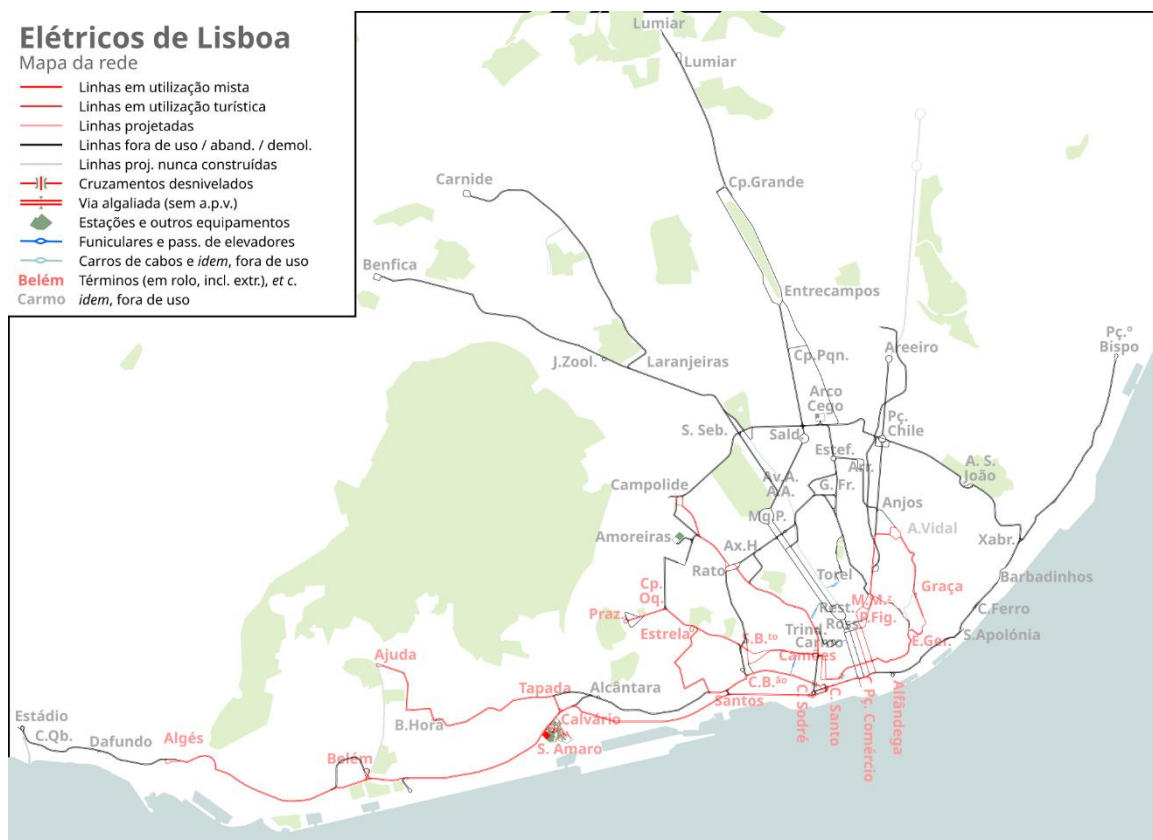 Elétricos de Lisboa
Mapa da rede
Linhas em utilização mista
Linhas em utilização turística
Linhas projetadas
Linhas fora de uso / aband. / demol.
Linhas proj. nunca construídas
Cruzamentos desnivelados
Via algaliada (sem a.p.v.)
Estações e outros equipamentos
Funiculares e pass. de elevadores
Carros de cabos e idem, fora de uso
Belém Términos (em rolo, incl. extr.), et c.
Carmo idem, fora de uso
Lumiar
Lumiar
Carnide
Cp.Grande
Benfica
Entrecampos
Pç.º
Bispo
Areeiro
Cp.Pqn.
J.Zool.
Laranjeiras
Arco
Cego
Pç.
Chile
S. Seb.
Sald.
Estef.
Arr.
A. S.
João
Av.A.
A.A.
G. Fr.
Campolide
Anjos
Mq.P.
A.Vidal
Amoreiras
Ax.H.
Xabr.
Rato
Torel
Barbadinhos
Cp.
Oq.
Graça
M.M.z
Rest.
P.Fig.
C.Ferro
Praz.
Ross.
Estrela
Trind.
S.B.to
Carmo
E.Ger.
S.Apolónia
Camões
Ajuda
C.B.ão
Tapada
Alcântara
Santos
C. Sodré
C. Santo
Pç. Comércio
Alfândega
B.Hora
Calvário
Estádio
C.Qb.
Dafundo
Algés
S. Amaro
Belém